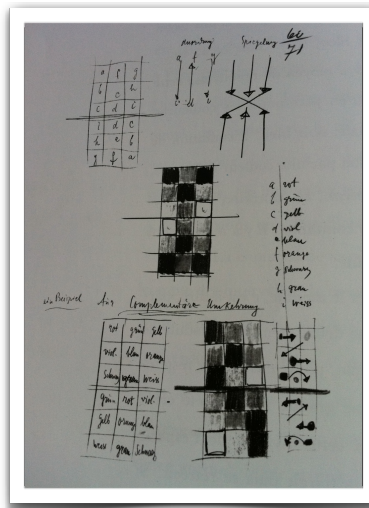 Anordnung Spiegelung
a f g
a f g
b c h
c d i
c d i
i d c
h e b
g f a
a rot
b grün
c gelb
d viol
e blau
f orange
g schwarz
h grau
i weiss
ein Beispiel für Complementäre Umkehrung
rot grün gelb
viol blau orange
Schwarz grau weiss
grün rot viol.
gelb orange blau
weiss grau Schwarz